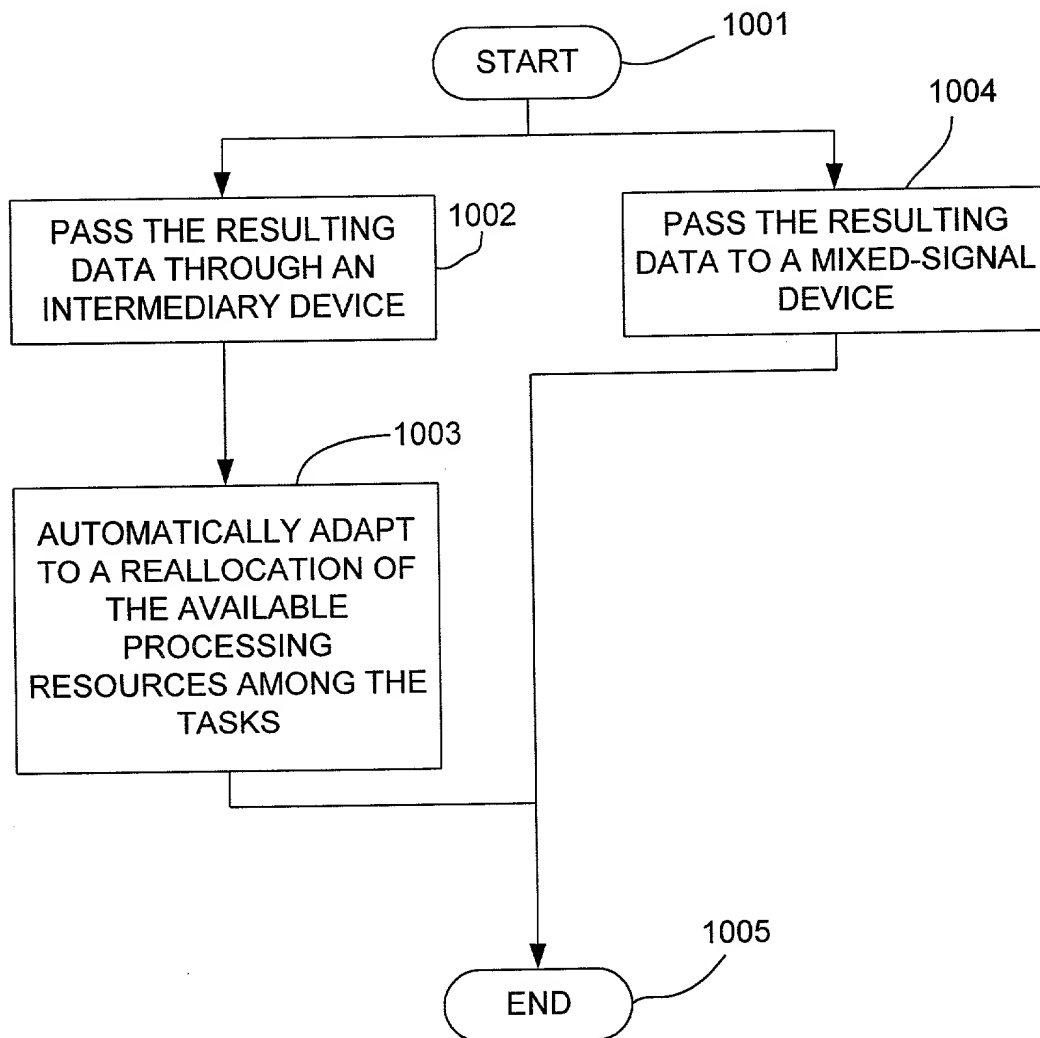 START
1001
1004
PASS THE RESULTING
DATA THROUGH AN
INTERMEDIARY DEVICE
1002
PASS THE RESULTING
DATA TO A MIXED-SIGNAL
DEVICE
1003
AUTOMATICALLY ADAPT
TO A REALLOCATION OF
THE AVAILABLE
PROCESSING
RESOURCES AMONG THE
TASKS
1005
END